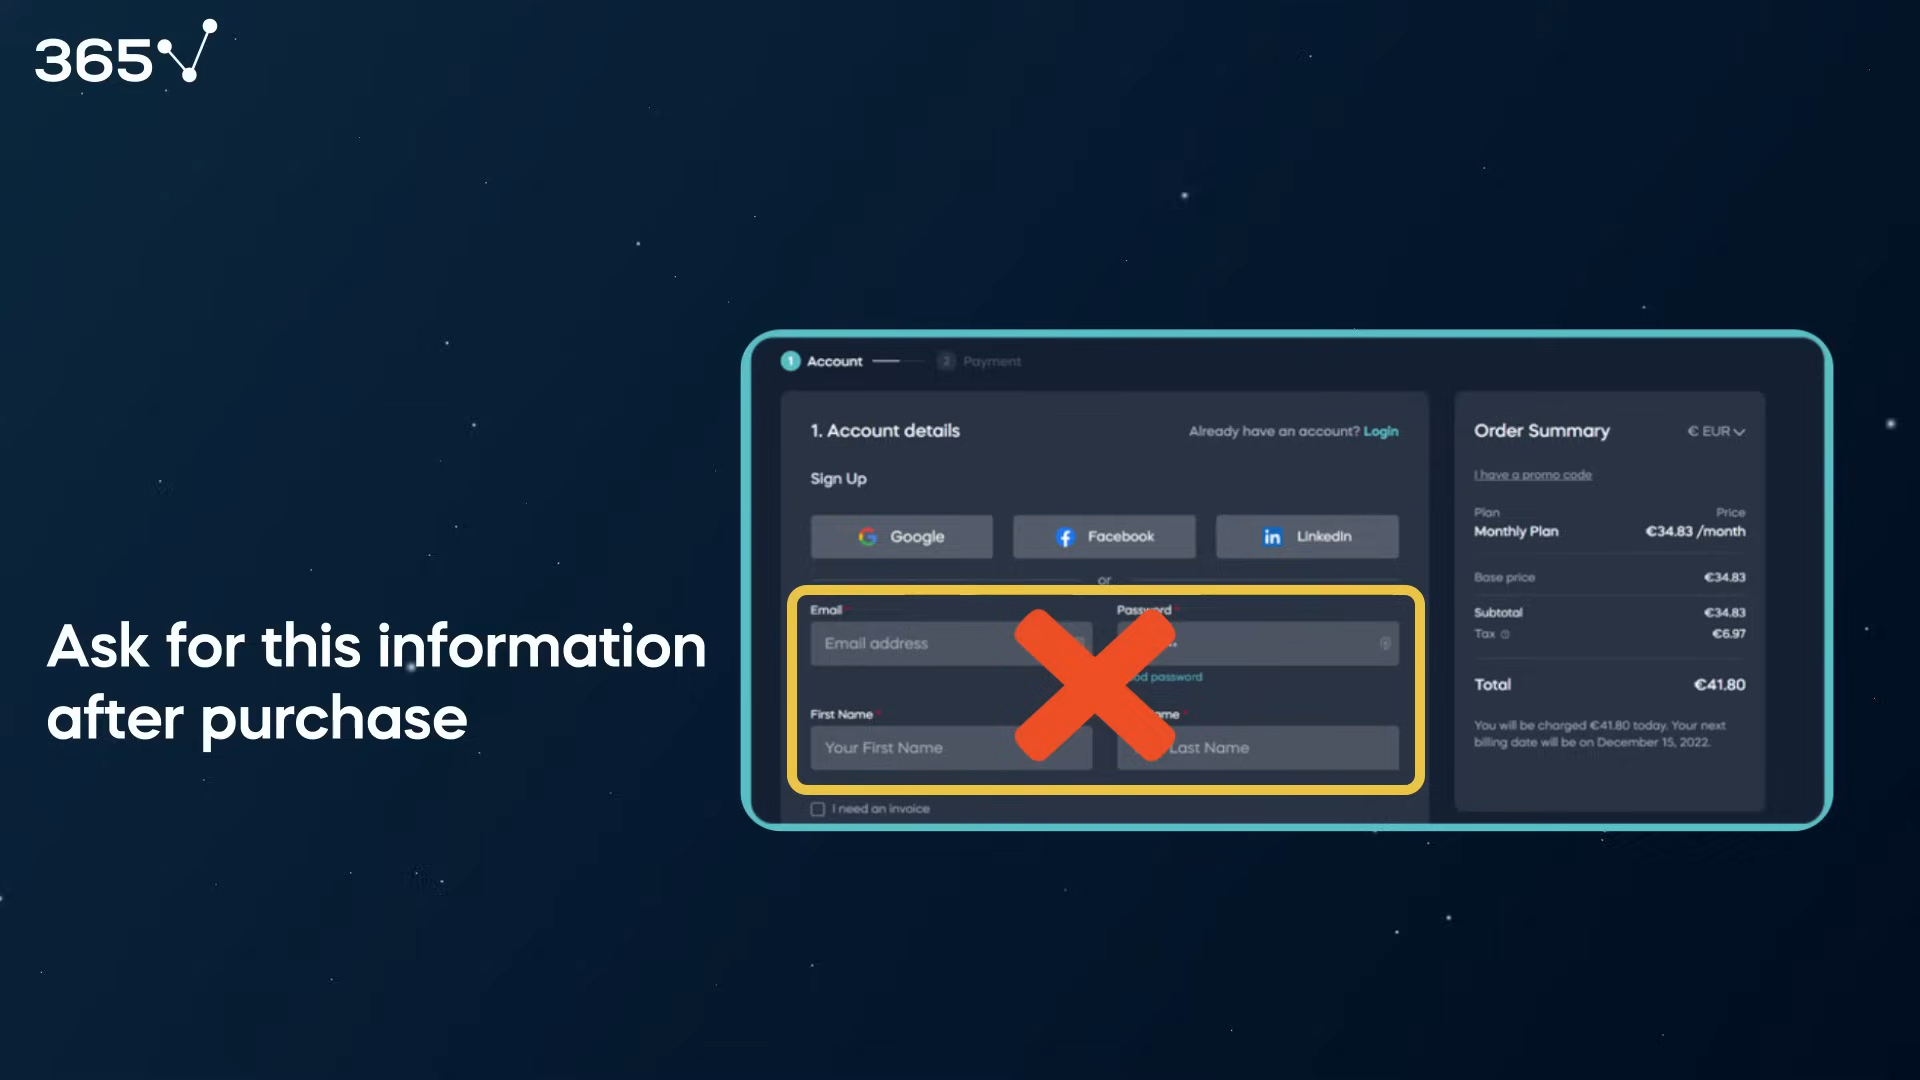 365
Ask for this information
after purchase
1 Account
2 Payment
1. Account details
Already have an account? Login
Sign Up
Google
Facebook
LinkedIn
or
Email
Password
Email address
password
First Name
Your First Name
Last Name
I need an invoice
Order Summary
€ EUR
I have a promo code
Plan
Price
Monthly Plan
€34.83 /month
Base price
€34.83
Subtotal
€34.83
Tax
€6.97
Total
€41.80
You will be charged €41.80 today. Your next
billing date will be on December 15, 2022.